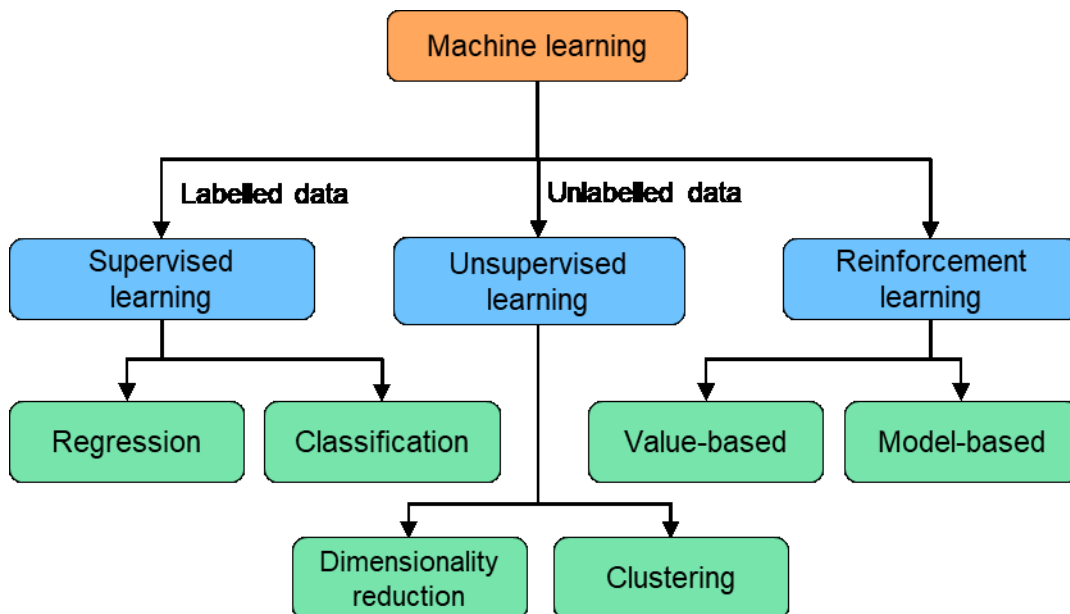 Machine learning
Labelled data
Unlabelled data
Supervised
learning
Unsupervised
learning
Reinforcement
learning
Regression
Classification
Value-based
Model-based
Dimensionality
reduction
Clustering